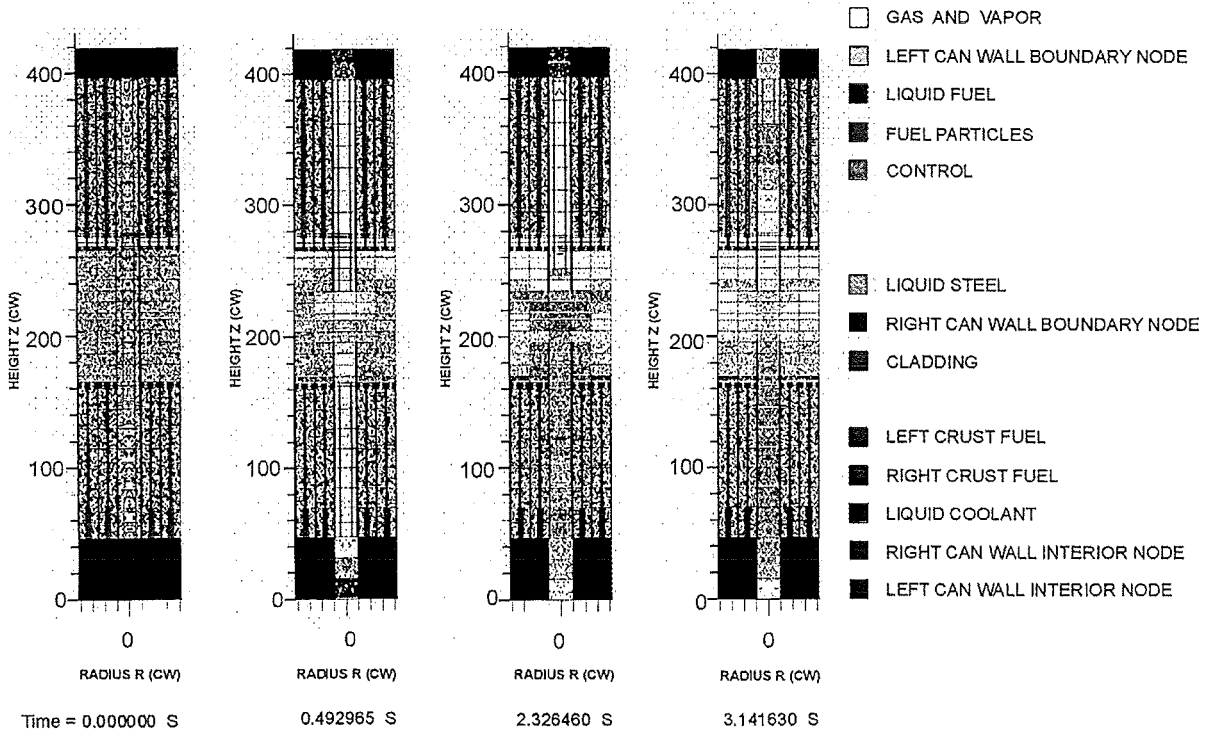 GAS AND VAPOR
LEFT CAN WALL BOUNDARY NODE
LIQUID FUEL
FUEL PARTICLES
CONTROL
LIQUID STEEL
RIGHT CAN WALL BOUNDARY NODE
CLADDING
LEFT CRUST FUEL
RIGHT CRUST FUEL
LIQUID COOLANT
RIGHT CAN WALL INTERIOR NODE
LEFT CAN WALL INTERIOR NODE
HEIGHT Z (CW)
400
300
200
100
0
0
RADIUS R (CW)
Time = 0.000000 S
HEIGHT Z (CW)
400
300
200
100
0
0
RADIUS R (CW)
0.492965 S
HEIGHT Z (CW)
400
300
200
100
0
0
RADIUS R (CW)
2.326460 S
HEIGHT Z (CW)
400
300
200
100
0
0
RADIUS R (CW)
3.141630 S